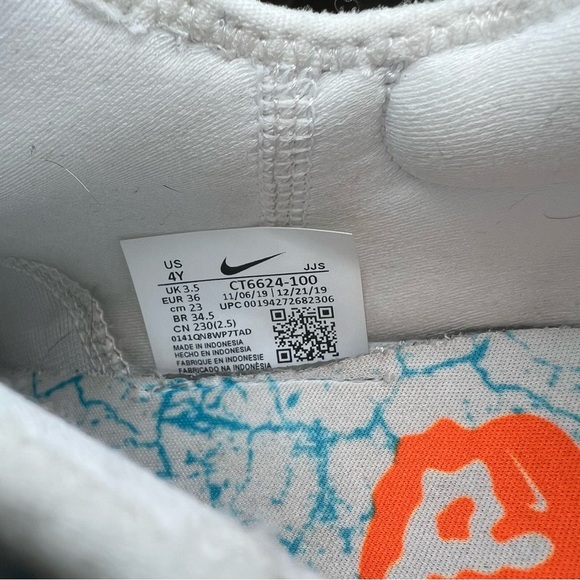 US
4Y
UK 3.5
EUR 36
cm 23
BR 34.5
CN 230(2.5)
0141QN8WP7TAD
MADE IN INDONESIA
HECHO EN INDONESIA
FABRIQUE EN INDONESIE
FABRICADO NA INDONÉSIA
JJS
CT6624-100
11/06/19 12/21/19
UPC 00194272682306